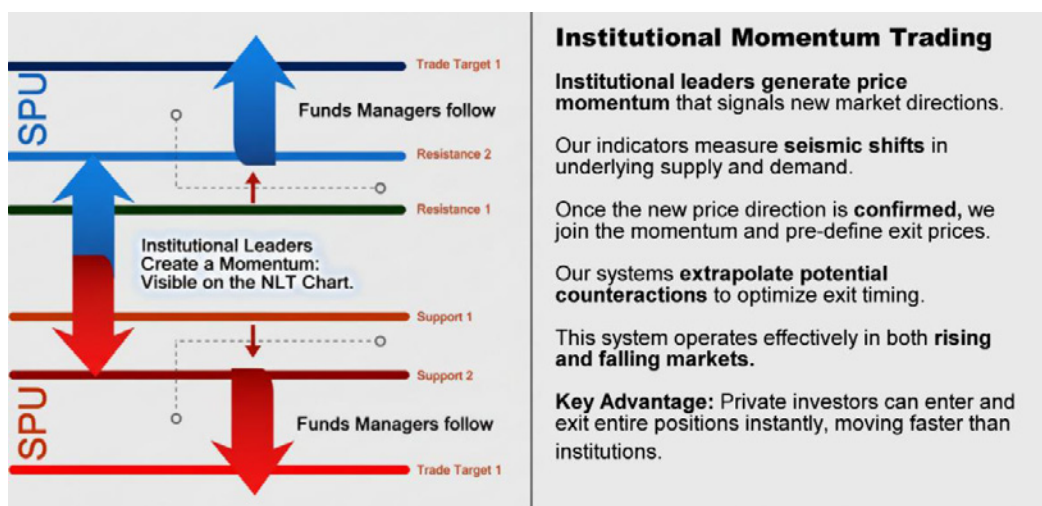 SPU
Trade Target 1
Funds Managers follow
Resistance 2
Resistance 1
Institutional Leaders
Create a Momentum:
Visible on the NLT Chart.
Support 1
Support 2
SPU
Funds Managers follow
Trade Target 1
Institutional Momentum Trading
Institutional leaders generate price
momentum that signals new market directions.
Our indicators measure seismic shifts in
underlying supply and demand.
Once the new price direction is confirmed, we
join the momentum and pre-define exit prices.
Our systems extrapolate potential
counteractions to optimize exit timing.
This system operates effectively in both rising
and falling markets.
Key Advantage: Private investors can enter and
exit entire positions instantly, moving faster than
institutions.